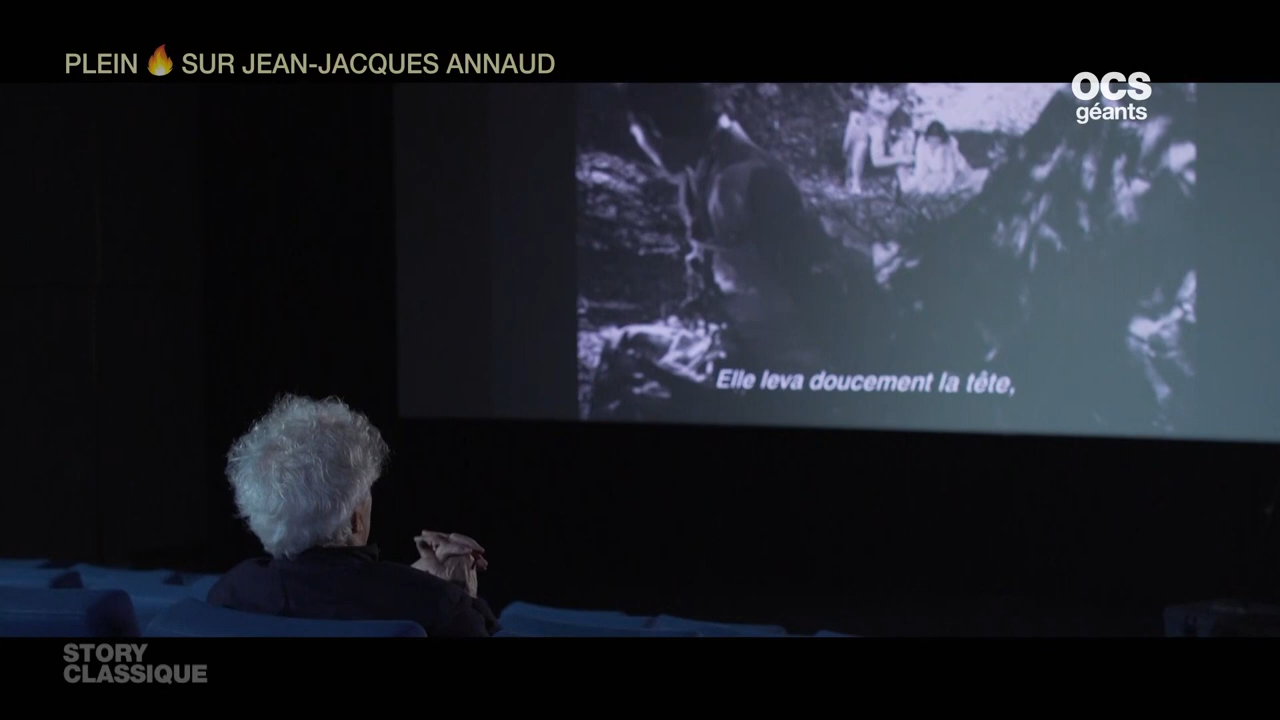 PLEIN 🔥 SUR JEAN-JACQUES ANNAUD
OCS
géants
Elle leva doucement la tête,
STORY
CLASSIQUE